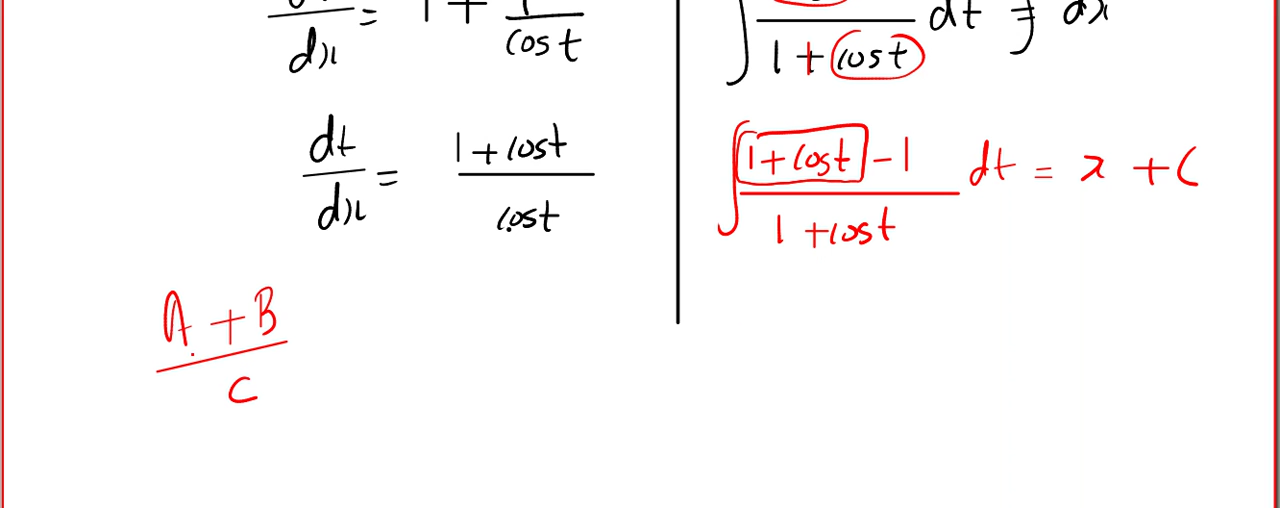 dx = 1 + 1/cos t
dt/dx = 1 + cos t / cos t
A + B / C
∫ / 1 + cos t dt = ∫ dx
∫ 1 + cos t - 1 / 1 + cos t dt = x + C